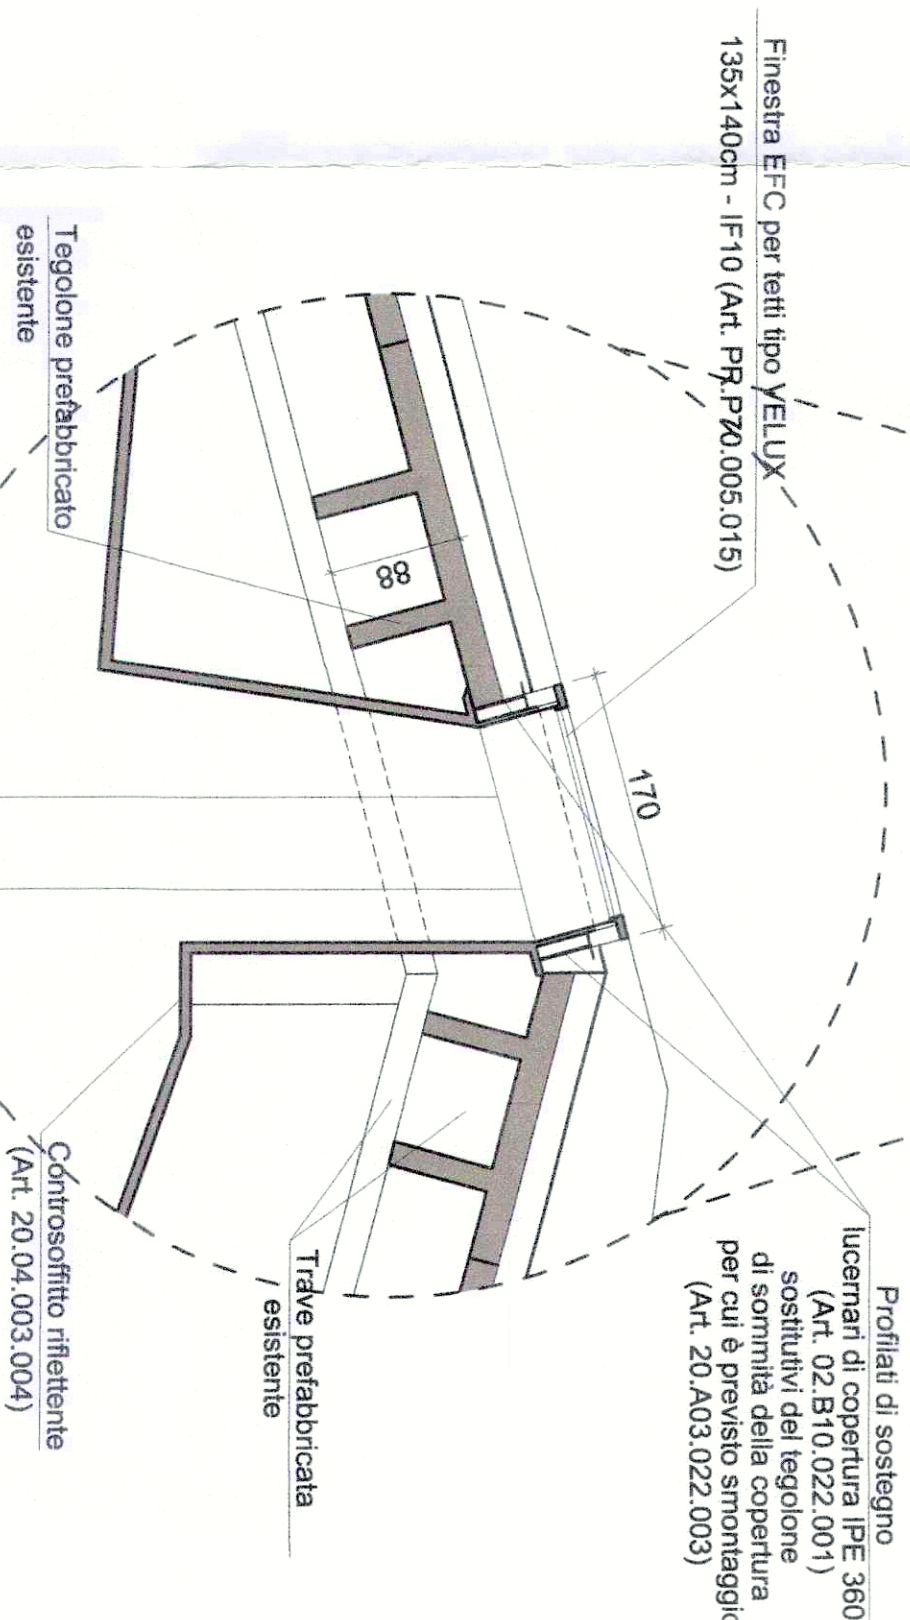 Finestra EFC per tetti tipo VELUX
135x140cm - IF10 (Art. PR.P70.005.015)
Profilati di sostegno
lucernari di copertura IPE 360
(Art. 02.B10.022.001)
sostitutivi del tegolone
di sommità della copertura
per cui è previsto smontaggio
(Art. 20.A03.022.003)
170
88
Tegolone prefabbricato
esistente
Trave prefabbricata
esistente
Controsoffitto riflettente
(Art. 20.04.003.004)